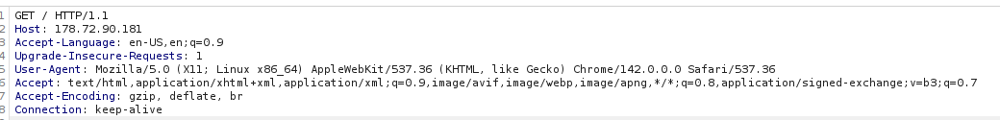 1 GET / HTTP/1.1
2 Host: 178.72.90.181
3 Accept-Language: en-US,en;q=0.9
4 Upgrade-Insecure-Requests: 1
5 User-Agent: Mozilla/5.0 (X11; Linux x86_64) AppleWebKit/537.36 (KHTML, like Gecko) Chrome/142.0.0.0 Safari/537.36
6 Accept: text/html,application/xhtml+xml,application/xml;q=0.9,image/avif,image/webp,image/apng,*/*;q=0.8,application/signed-exchange;v=b3;q=0.7
7 Accept-Encoding: gzip, deflate, br
8 Connection: keep-alive